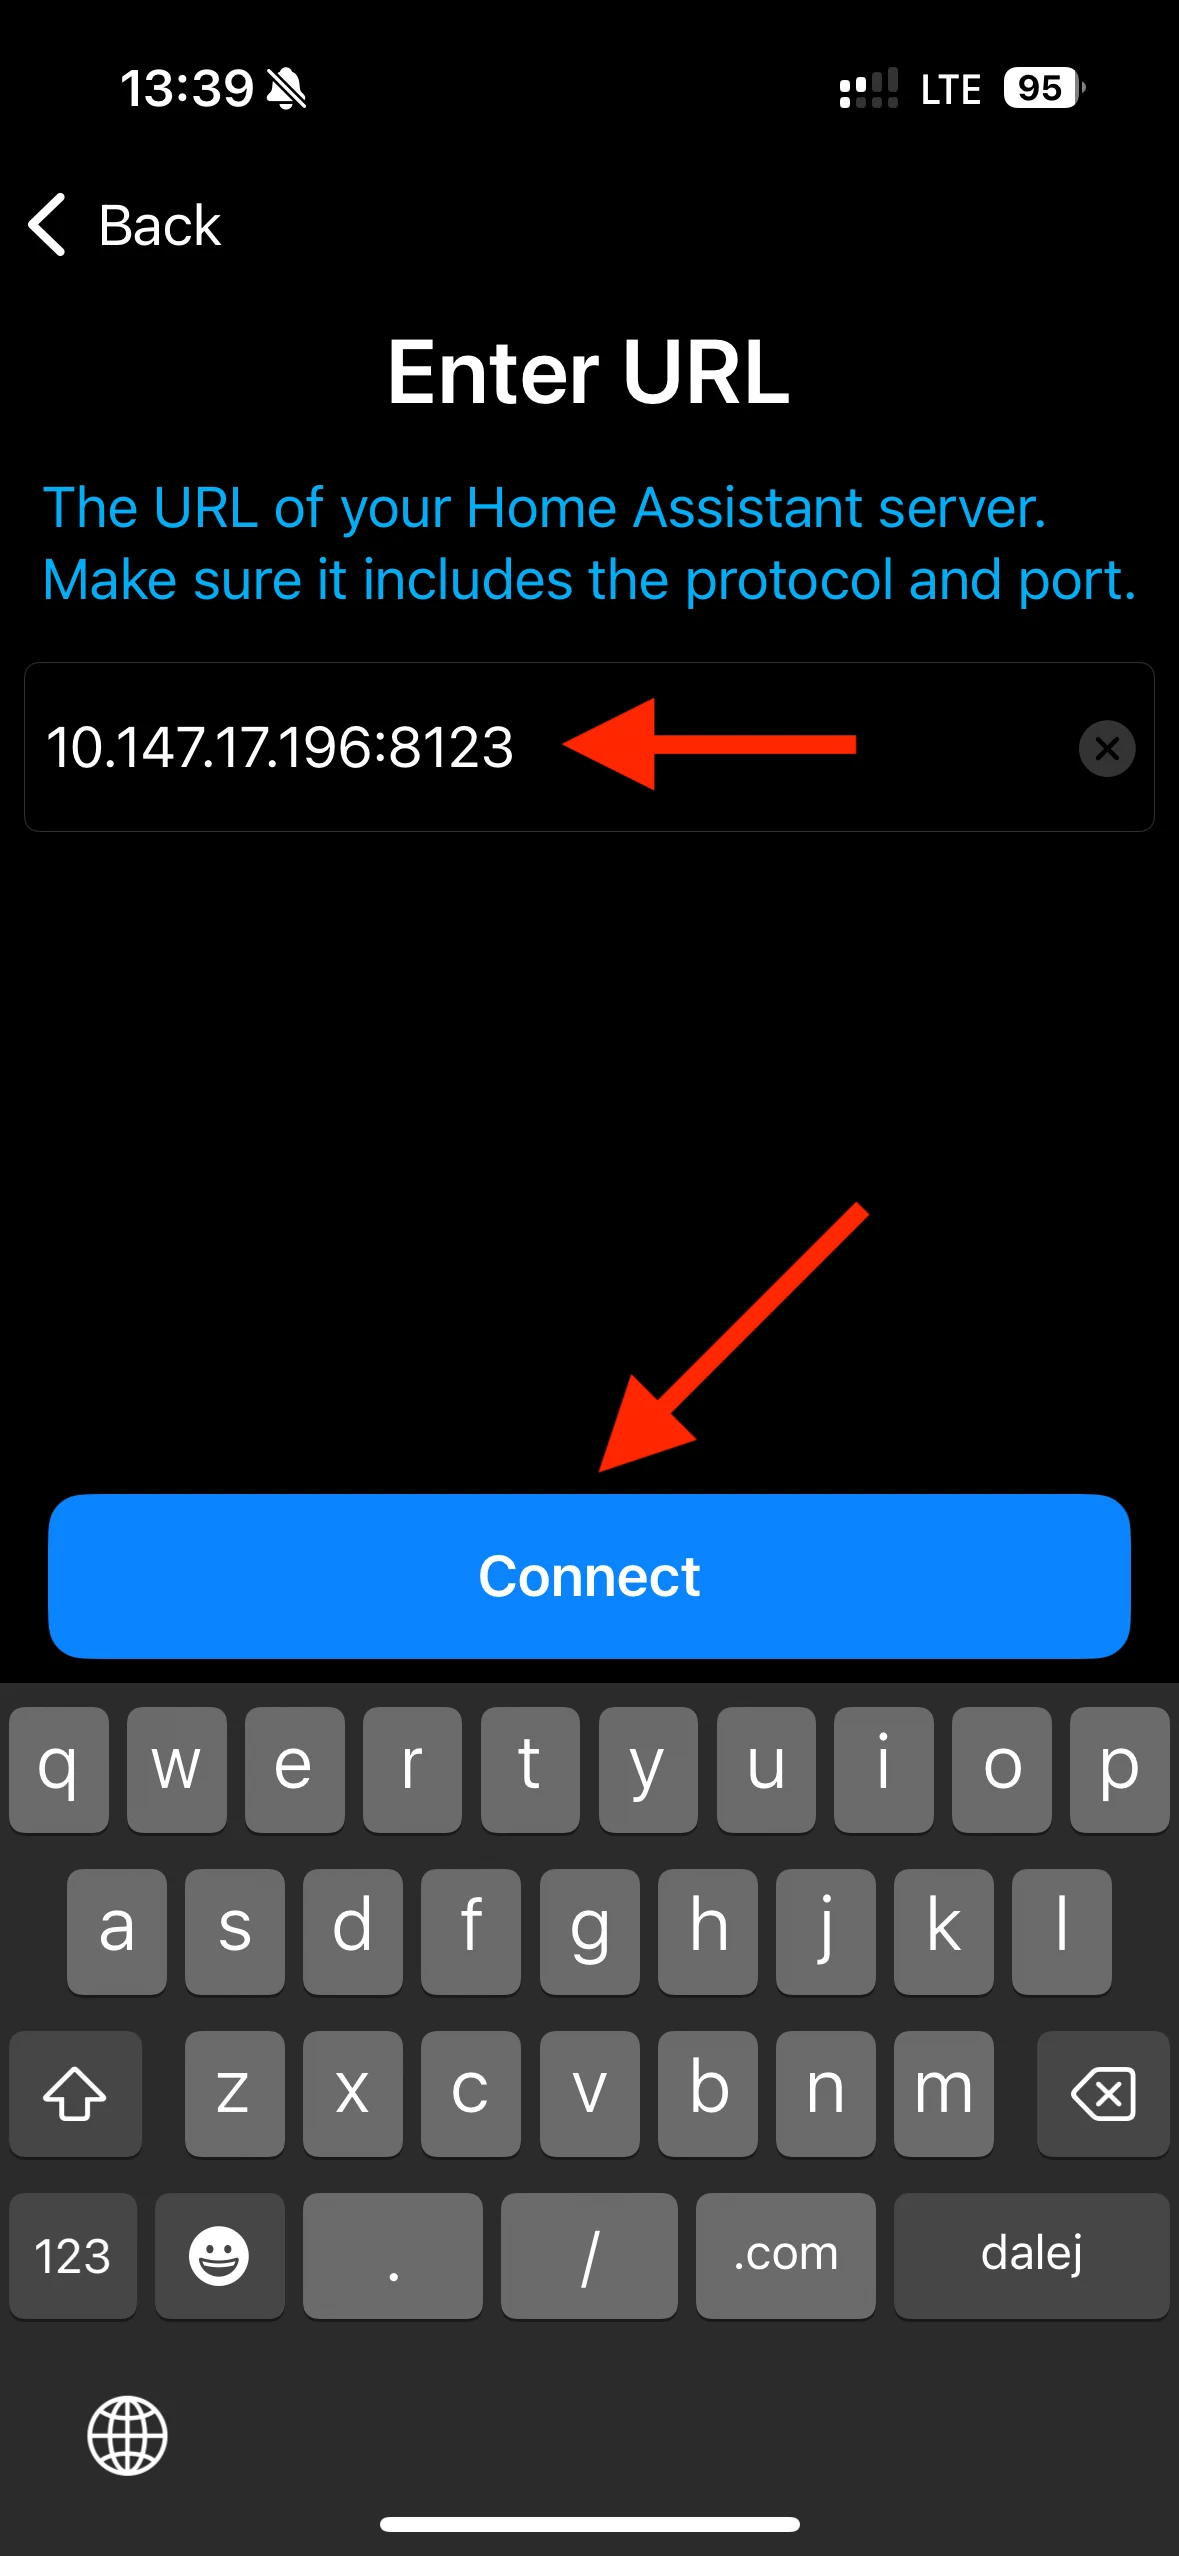 13:39 LTE 95
Back
Enter URL
The URL of your Home Assistant server.
Make sure it includes the protocol and port.
10.147.17.196:8123
Connect
q w e r t y u i o p
a s d f g h j k l
z x c v b n m
123 . / .com dalej